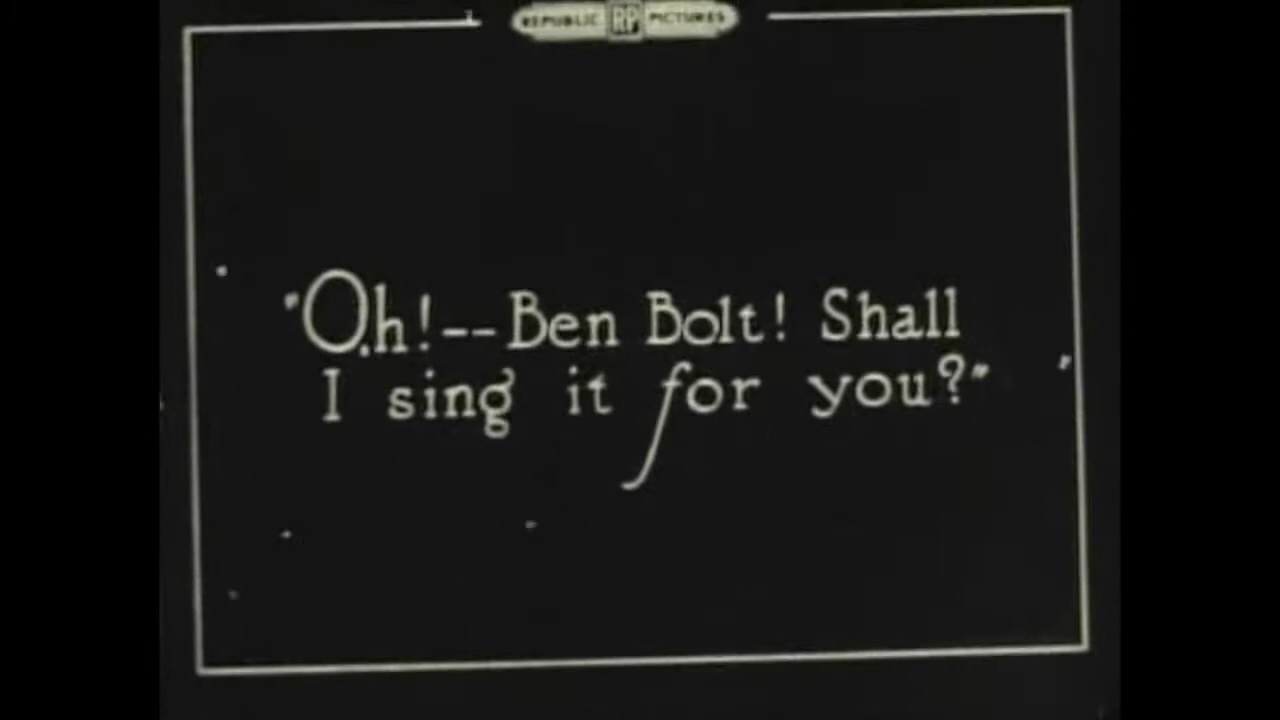 REPUBLIC RP PICTURES
"Oh!--Ben Bolt! Shall
I sing it for you?"